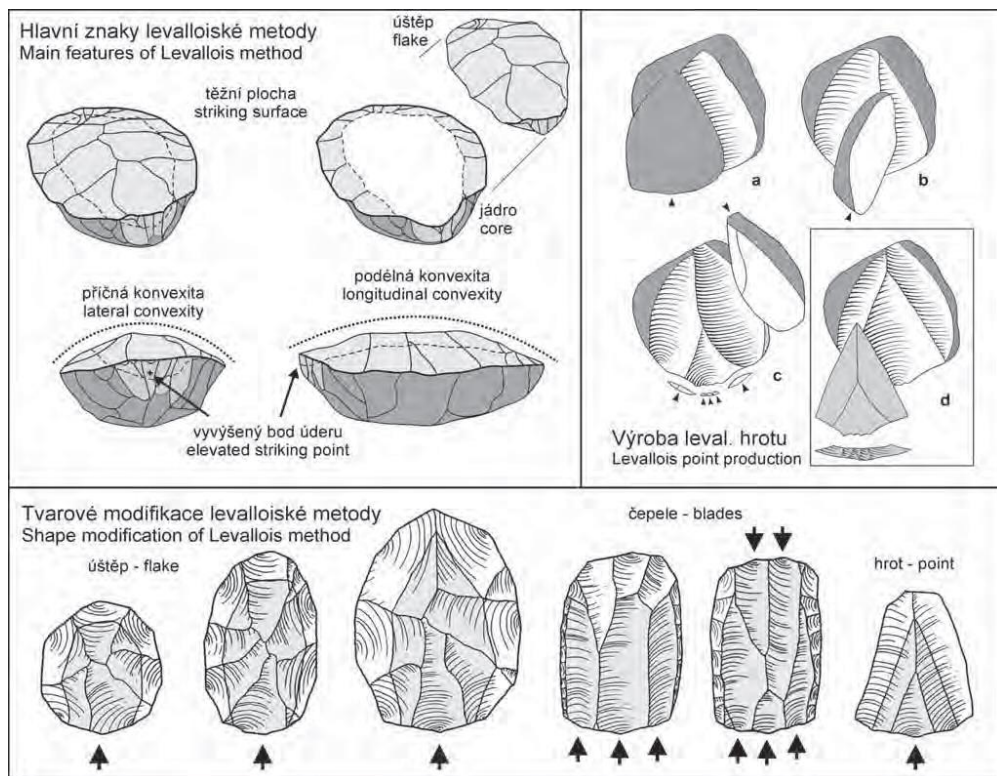 Hlavní znaky levalloiské metody
Main features of Levallois method
úštěp
flake
těžní plocha
striking surface
jádro
core
příčná konvexita
lateral convexity
podélná konvexita
longitudinal convexity
vyvýšený bod úderu
elevated striking point
a
b
c
d
Výroba leval. hrotu
Levallois point production
Tvarové modifikace levalloiské metody
Shape modification of Levallois method
úštěp - flake
čepele - blades
hrot - point